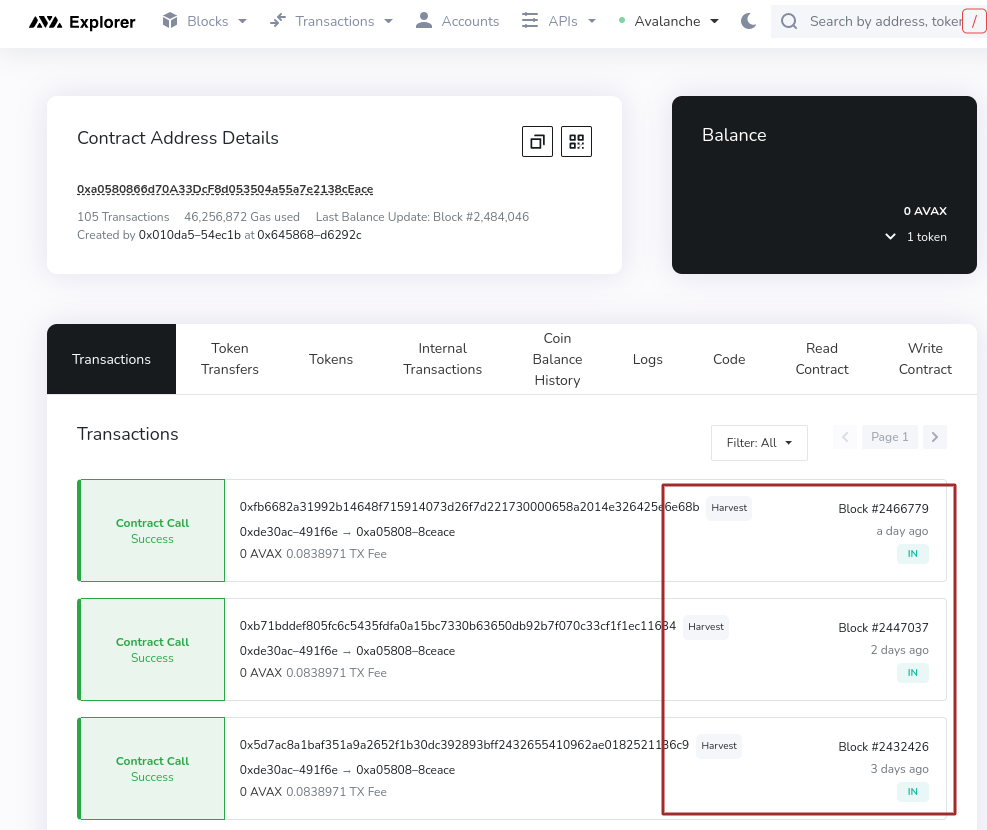 AVA Explorer Blocks Transactions Accounts APIs Avalanche Search by address, token /
Contract Address Details
0xa0580866d70A33DcF8d053504a55a7e2138cEace
105 Transactions 46,256,872 Gas used Last Balance Update: Block #2,484,046
Created by 0x010da5–54ec1b at 0x645868–d6292c
Balance
0 AVAX
1 token
Transactions
Token
Transfers
Tokens
Internal
Transactions
Coin
Balance
History
Logs
Code
Read
Contract
Write
Contract
Transactions
Filter: All
Page 1
Contract Call
Success
0xfb6682a31992b14648f715914073d26f7d221730000658a2014e326425e6e68b Harvest
0xde30ac–491f6e → 0xa05808–8ceace
0 AVAX 0.0838971 TX Fee
Block #2466779
a day ago
IN
Contract Call
Success
0xb71bddef805fc6c5435fdfa0a15bc7330b63650db92b7f070c33cf1f1ec11684 Harvest
0xde30ac–491f6e → 0xa05808–8ceace
0 AVAX 0.0838971 TX Fee
Block #2447037
2 days ago
IN
Contract Call
Success
0x5d7ac8a1baf351a9a2652f1b30dc392893bff2432655410962ae0182521136c9 Harvest
0xde30ac–491f6e → 0xa05808–8ceace
0 AVAX 0.0838971 TX Fee
Block #2432426
3 days ago
IN